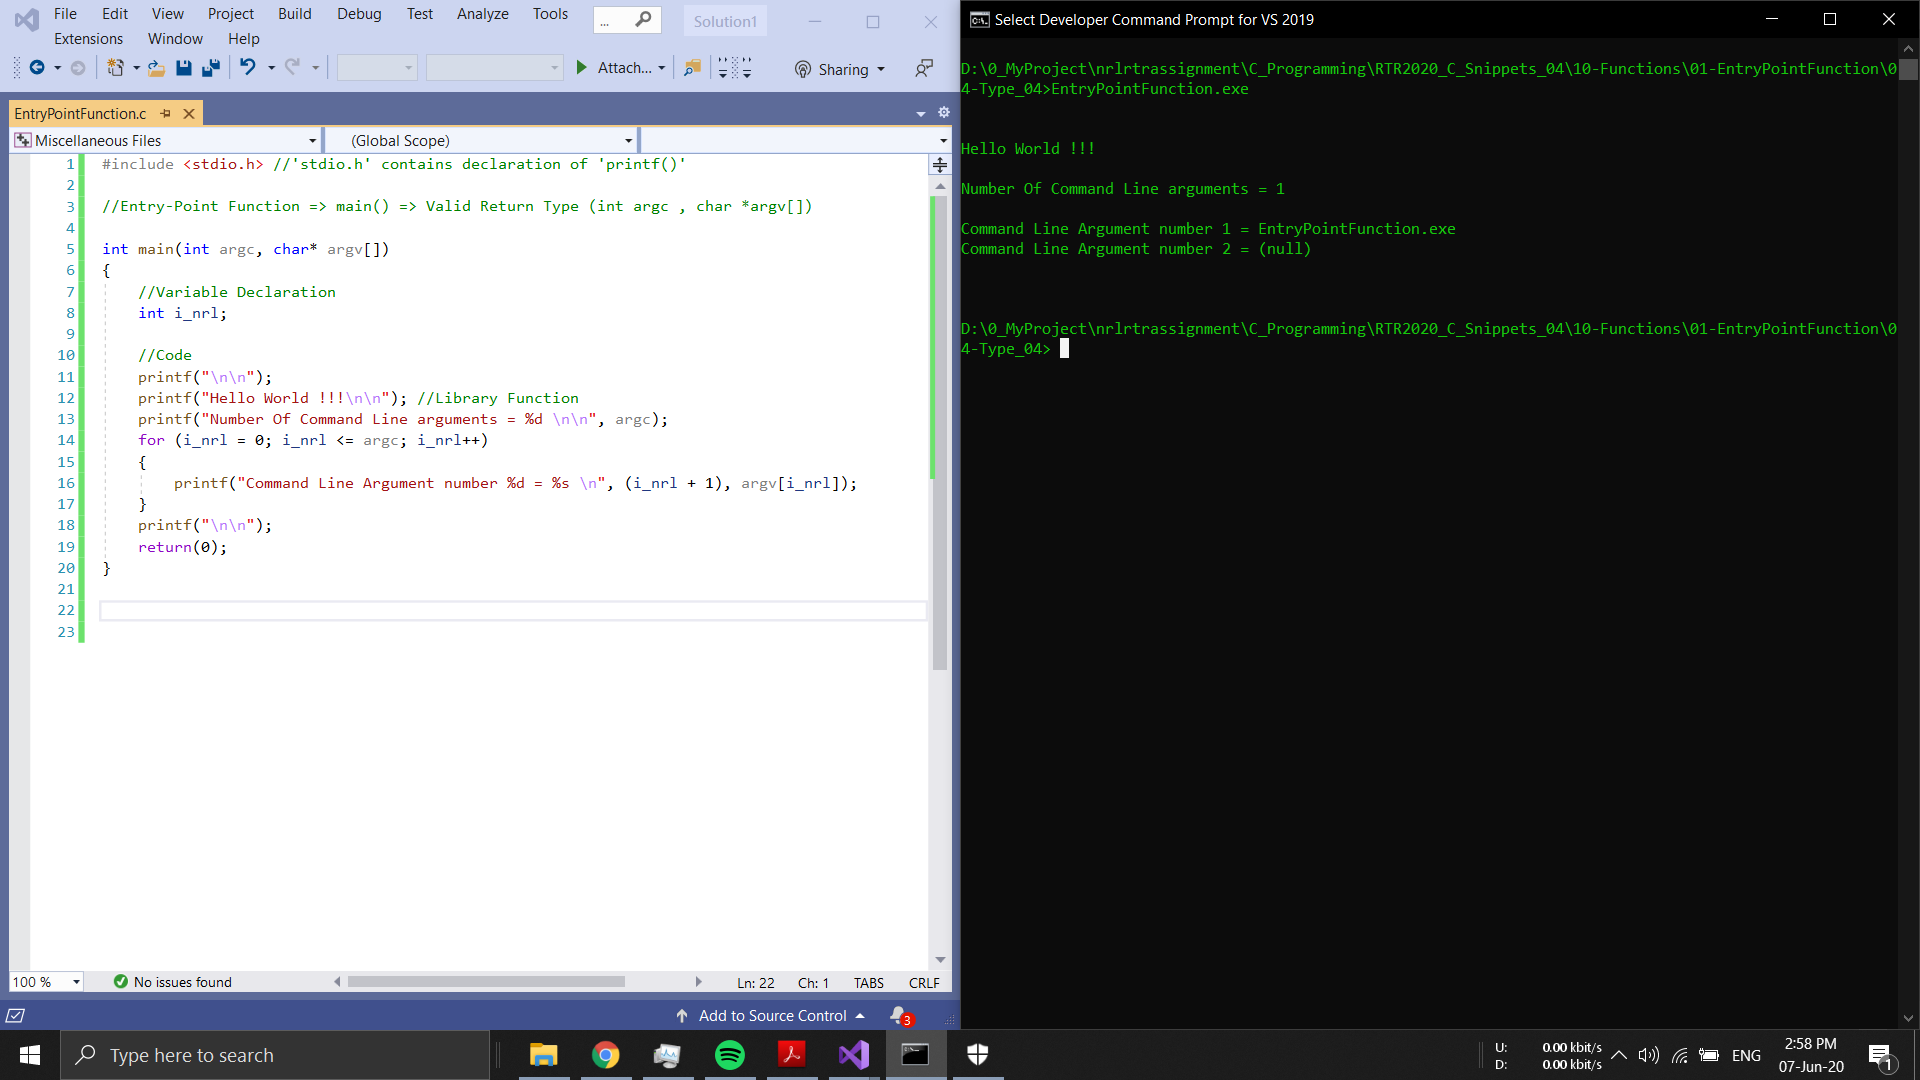 File Edit View Project Build Debug Test Analyze Tools ... Solution1
Extensions Window Help
Attach... Sharing
EntryPointFunction.c
Miscellaneous Files (Global Scope)
1 #include <stdio.h> //'stdio.h' contains declaration of 'printf()'
2
3 //Entry-Point Function => main() => Valid Return Type (int argc , char *argv[])
4
5 int main(int argc, char* argv[])
6 {
7 //Variable Declaration
8 int i_nrl;
9
10 //Code
11 printf("\n\n");
12 printf("Hello World !!!\n\n"); //Library Function
13 printf("Number Of Command Line arguments = %d \n\n", argc);
14 for (i_nrl = 0; i_nrl <= argc; i_nrl++)
15 {
16 printf("Command Line Argument number %d = %s \n", (i_nrl + 1), argv[i_nrl]);
17 }
18 printf("\n\n");
19 return(0);
20 }
21
22
23
100 % No issues found Ln: 22 Ch: 1 TABS CRLF
Add to Source Control 3
Select Developer Command Prompt for VS 2019
D:\0_MyProject\nrlrtrassignment\C_Programming\RTR2020_C_Snippets_04\10-Functions\01-EntryPointFunction\0
4-Type_04>EntryPointFunction.exe
Hello World !!!
Number Of Command Line arguments = 1
Command Line Argument number 1 = EntryPointFunction.exe
Command Line Argument number 2 = (null)
D:\0_MyProject\nrlrtrassignment\C_Programming\RTR2020_C_Snippets_04\10-Functions\01-EntryPointFunction\0
4-Type_04>
Type here to search
U: 0.00 kbit/s
D: 0.00 kbit/s
ENG
2:58 PM
07-Jun-20
1